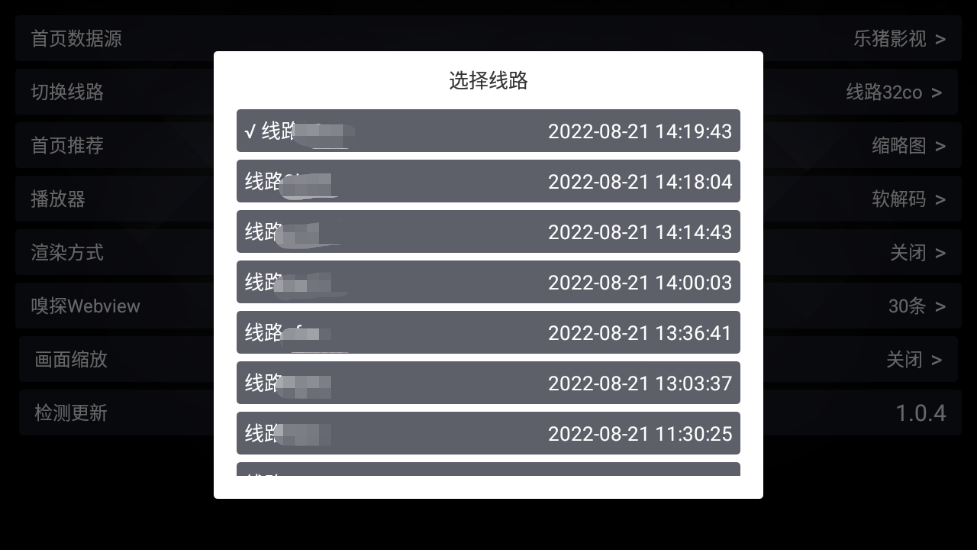 首页数据源 乐猪影视 >
切换线路 线路32co >
首页推荐 缩略图 >
播放器 软解码 >
渲染方式 关闭 >
嗅探Webview 30条 >
画面缩放 关闭 >
检测更新 1.0.4
选择线路
√ 线路 2022-08-21 14:19:43
线路 2022-08-21 14:18:04
线路 2022-08-21 14:14:43
线路 2022-08-21 14:00:03
线路 2022-08-21 13:36:41
线路 2022-08-21 13:03:37
线路 2022-08-21 11:30:25